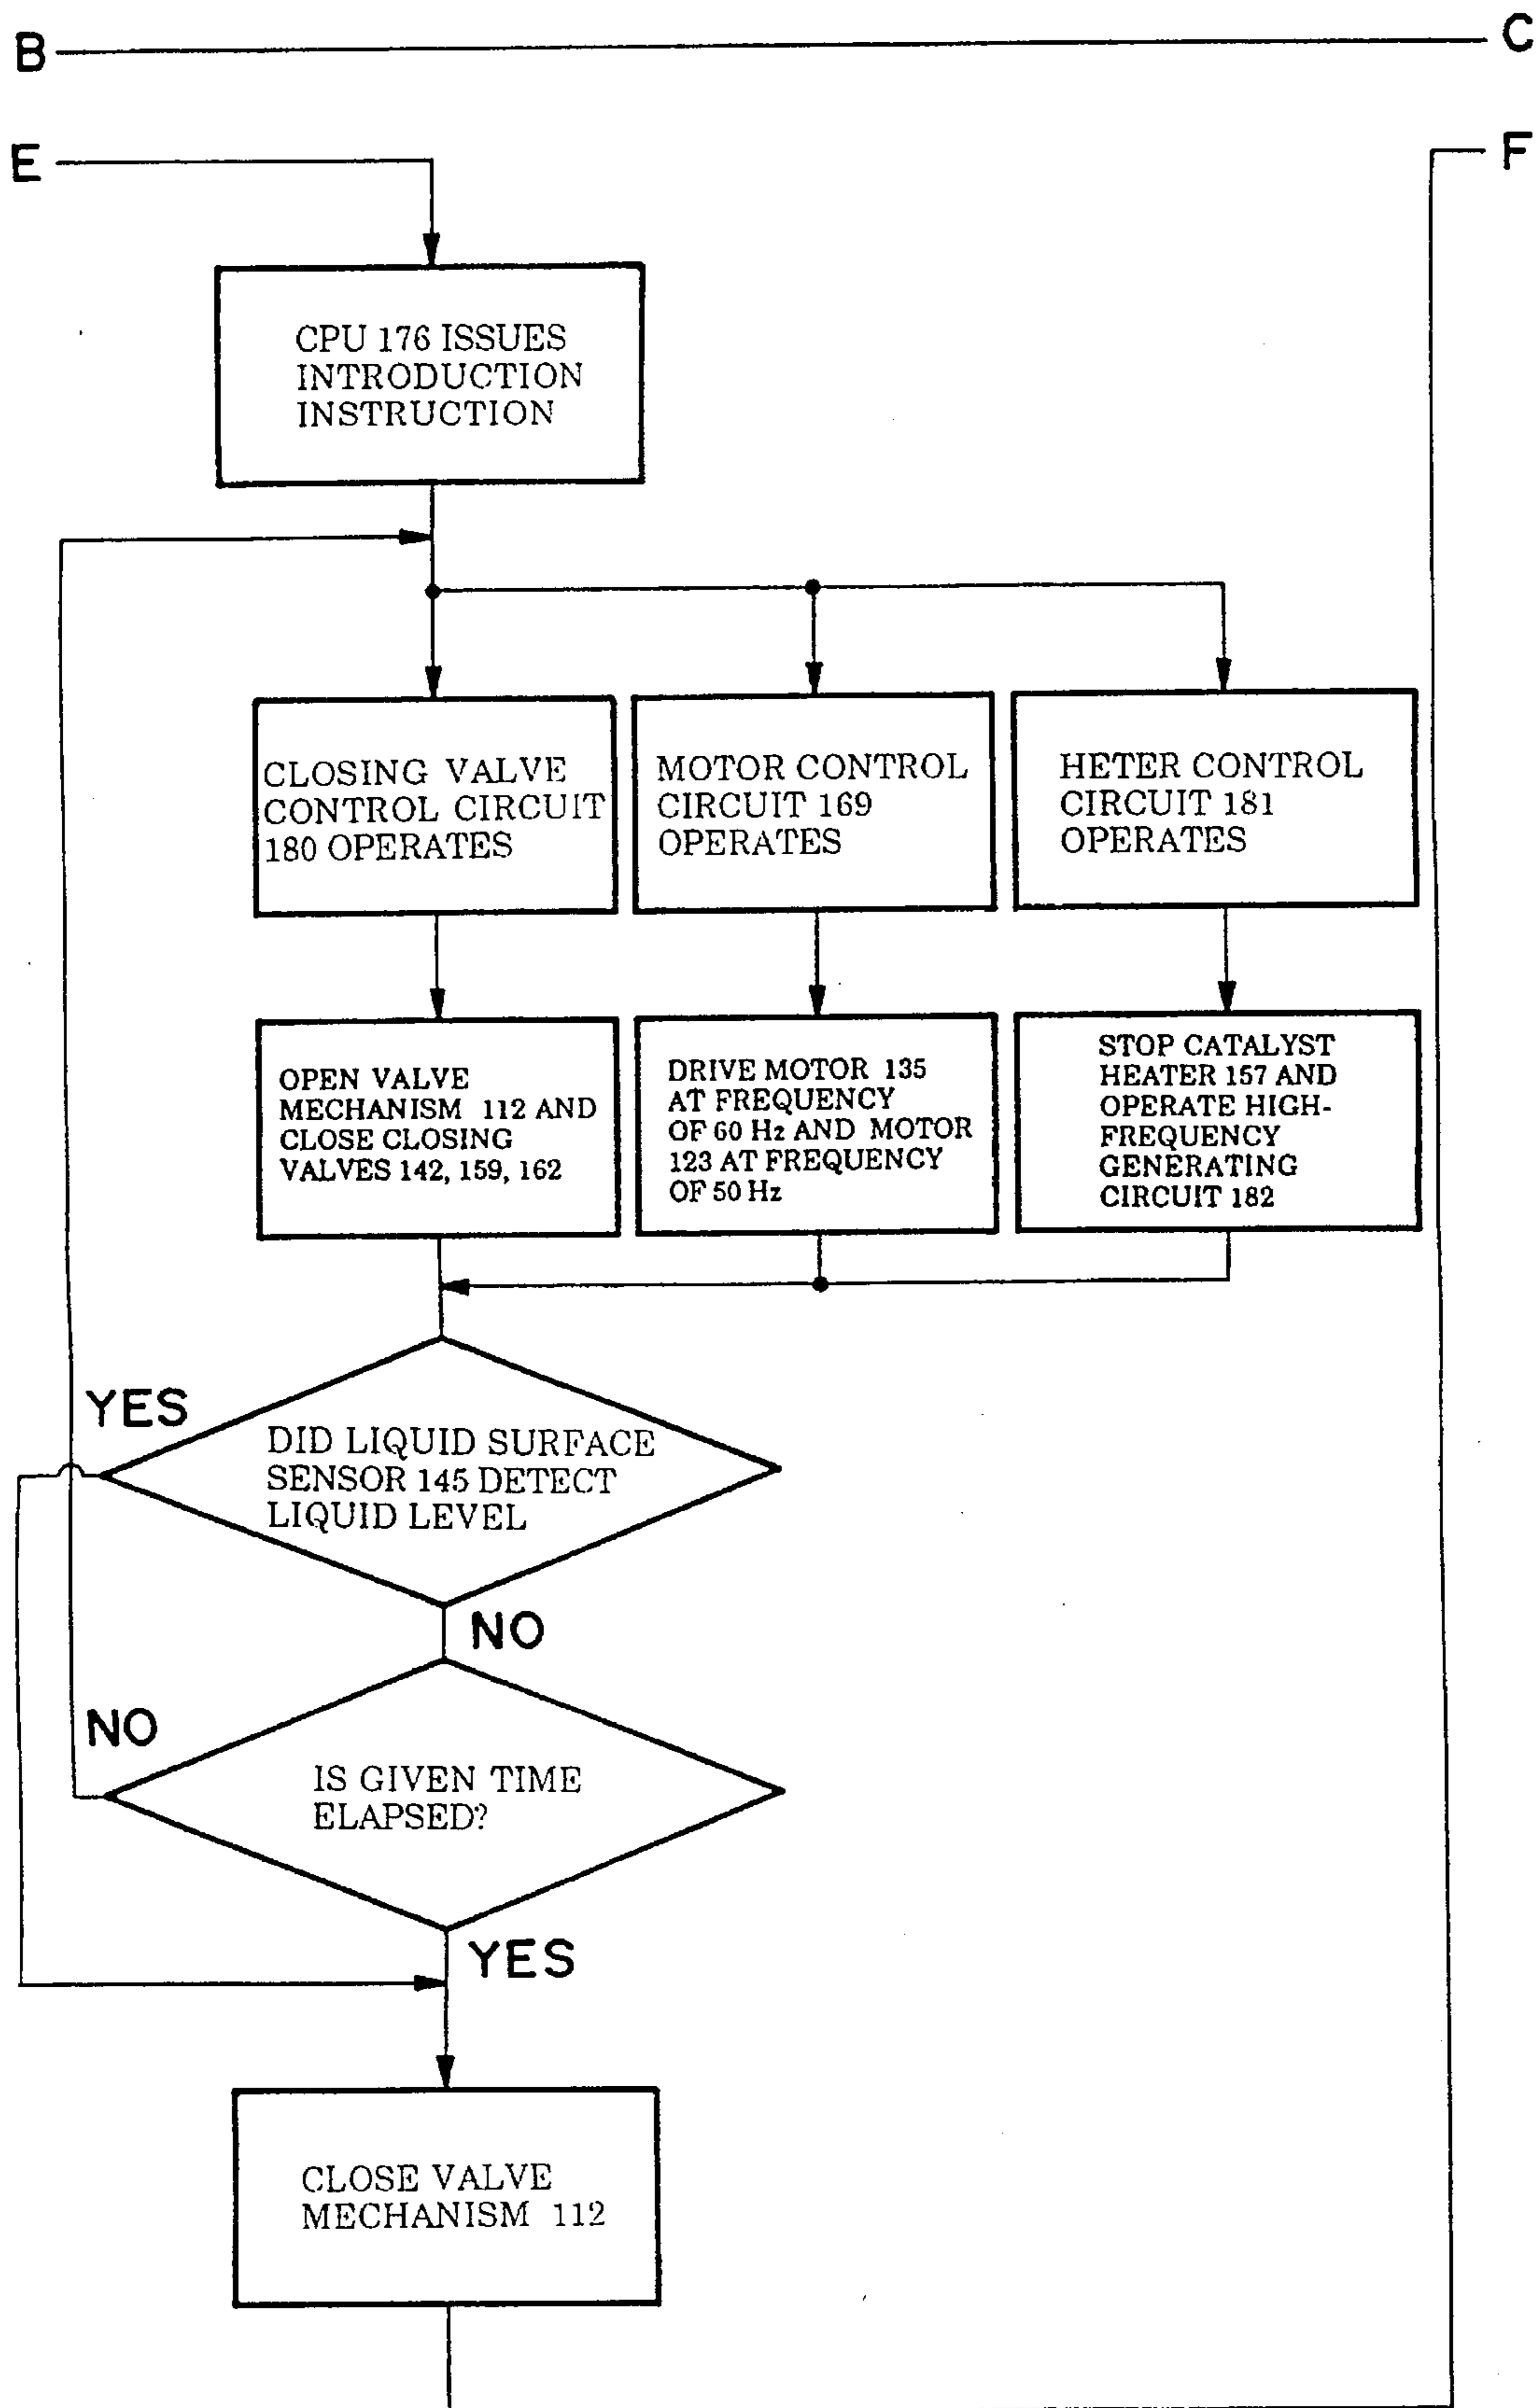 B
C
E
F
CPU 176 ISSUES
INTRODUCTION
INSTRUCTION
CLOSING VALVE
CONTROL CIRCUIT
180 OPERATES
MOTOR CONTROL
CIRCUIT 169
OPERATES
HETER CONTROL
CIRCUIT 181
OPERATES
OPEN VALVE
MECHANISM 112 AND
CLOSE CLOSING
VALVES 142, 159, 162
DRIVE MOTOR 135
AT FREQUENCY
OF 60 Hz AND MOTOR
123 AT FREQUENCY
OF 50 Hz
STOP CATALYST
HEATER 157 AND
OPERATE HIGH-
FREQUENCY
GENERATING
CIRCUIT 182
YES
DID LIQUID SURFACE
SENSOR 145 DETECT
LIQUID LEVEL
NO
NO
IS GIVEN TIME
ELAPSED?
YES
CLOSE VALVE
MECHANISM 112